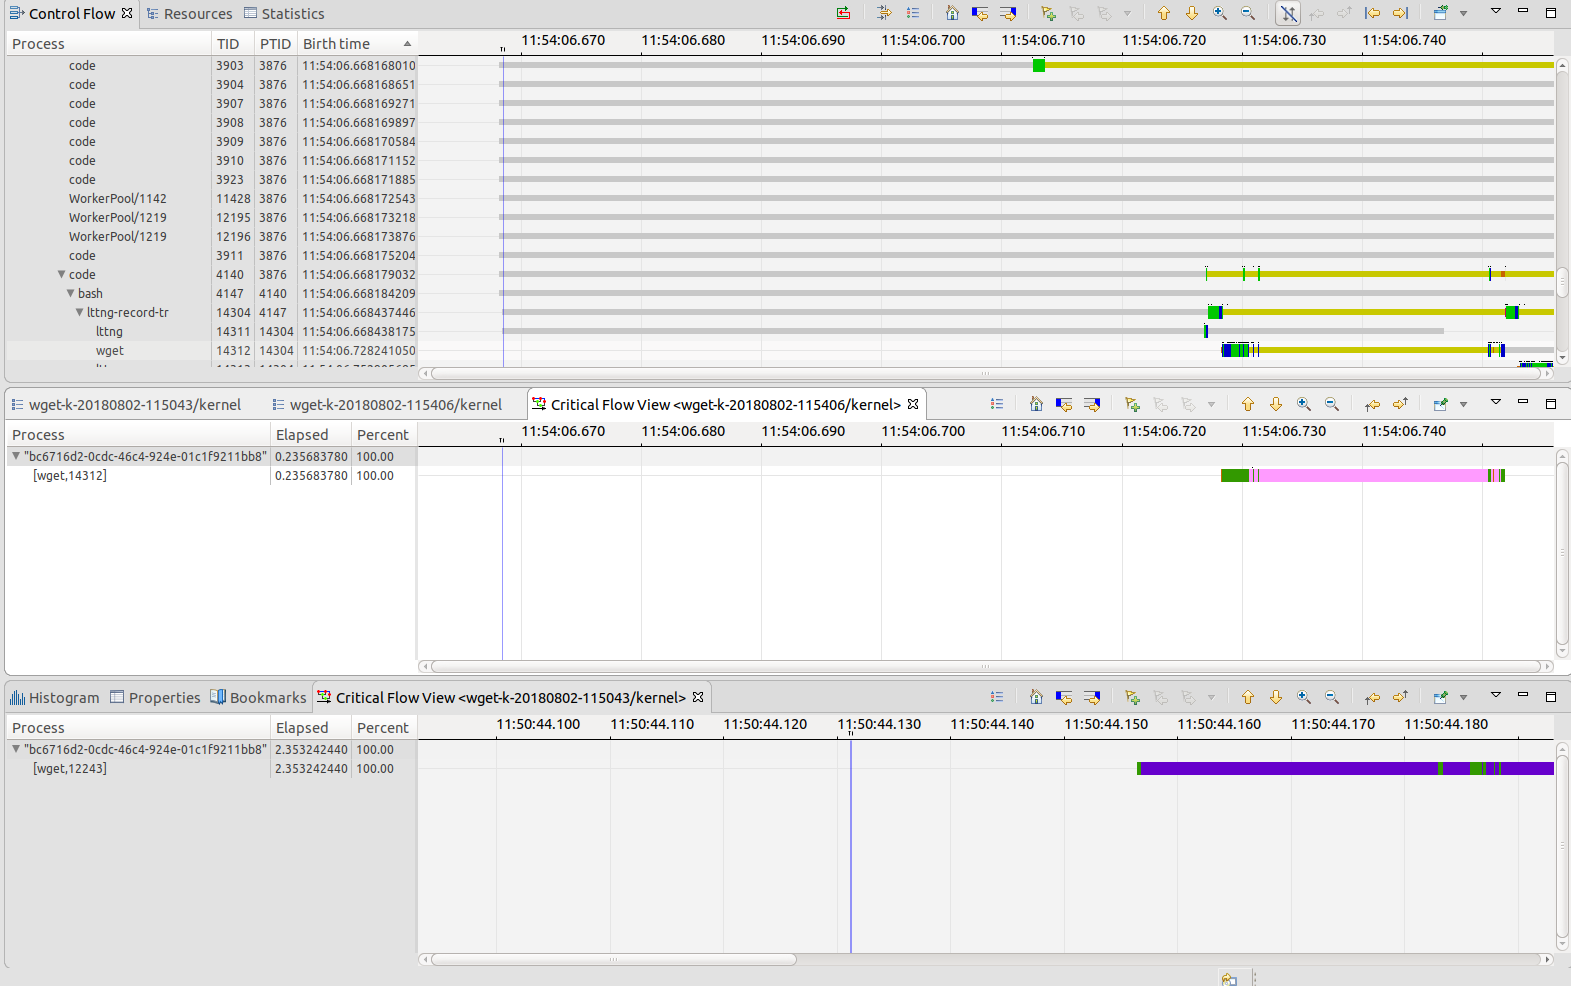 Control Flow Resources Statistics
Process TID PTID Birth time 11:54:06.670 11:54:06.680 11:54:06.690 11:54:06.700 11:54:06.710 11:54:06.720 11:54:06.730 11:54:06.740
code 3903 3876 11:54:06.668168010
code 3904 3876 11:54:06.668168651
code 3907 3876 11:54:06.668169271
code 3908 3876 11:54:06.668169897
code 3909 3876 11:54:06.668170584
code 3910 3876 11:54:06.668171152
code 3923 3876 11:54:06.668171885
WorkerPool/1142 11428 3876 11:54:06.668172543
WorkerPool/1219 12195 3876 11:54:06.668173218
WorkerPool/1219 12196 3876 11:54:06.668173876
code 3911 3876 11:54:06.668175204
code 4140 3876 11:54:06.668179032
bash 4147 4140 11:54:06.668184209
lttng-record-tr 14304 4147 11:54:06.668437446
lttng 14311 14304 11:54:06.668438175
wget 14312 14304 11:54:06.728241050
wget-k-20180802-115043/kernel wget-k-20180802-115406/kernel Critical Flow View <wget-k-20180802-115406/kernel>
Process Elapsed Percent 11:54:06.670 11:54:06.680 11:54:06.690 11:54:06.700 11:54:06.710 11:54:06.720 11:54:06.730 11:54:06.740
"bc6716d2-0cdc-46c4-924e-01c1f9211bb8" 0.235683780 100.00
[wget,14312] 0.235683780 100.00
Histogram Properties Bookmarks Critical Flow View <wget-k-20180802-115043/kernel>
Process Elapsed Percent 11:50:44.100 11:50:44.110 11:50:44.120 11:50:44.130 11:50:44.140 11:50:44.150 11:50:44.160 11:50:44.170 11:50:44.180
"bc6716d2-0cdc-46c4-924e-01c1f9211bb8" 2.353242440 100.00
[wget,12243] 2.353242440 100.00